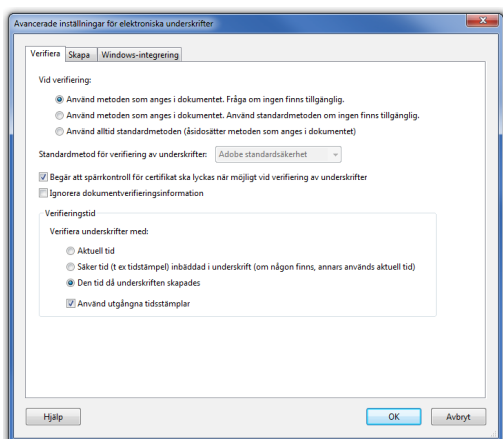 Avancerade inställningar för elektroniska underskrifter
Verifiera Skapa Windows-integrering
Vid verifiering:
Använd metoden som anges i dokumentet. Fråga om ingen finns tillgänglig.
Använd metoden som anges i dokumentet. Använd standardmetoden om ingen finns tillgänglig.
Använd alltid standardmetoden (åsidosätter metoden som anges i dokumentet)
Standardmetod för verifiering av underskrifter: Adobe standardsäkerhet
Begär att spärrkontroll för certifikat ska lyckas när möjligt vid verifiering av underskrifter
Ignorera dokumentverifieringsinformation
Verifieringstid
Verifiera underskrifter med:
Aktuell tid
Säker tid (t ex tidstämpel) inbäddad i underskrift (om någon finns, annars används aktuell tid)
Den tid då underskriften skapades
Använd utgångna tidsstämplar
Hjälp OK Avbryt